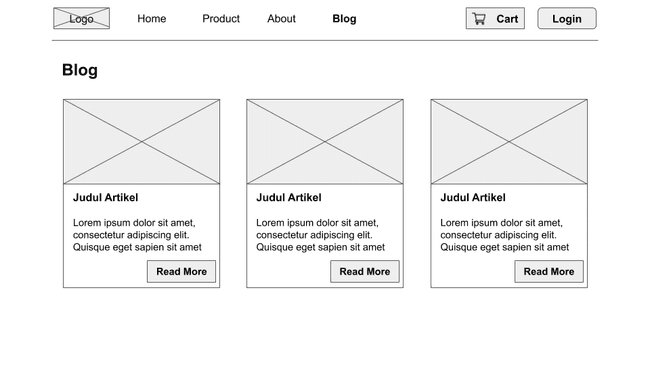 Logo Home Product About Blog Cart Login
Blog
Judul Artikel
Lorem ipsum dolor sit amet,
consectetur adipiscing elit.
Quisque eget sapien sit amet
Read More
Judul Artikel
Lorem ipsum dolor sit amet,
consectetur adipiscing elit.
Quisque eget sapien sit amet
Read More
Judul Artikel
Lorem ipsum dolor sit amet,
consectetur adipiscing elit.
Quisque eget sapien sit amet
Read More